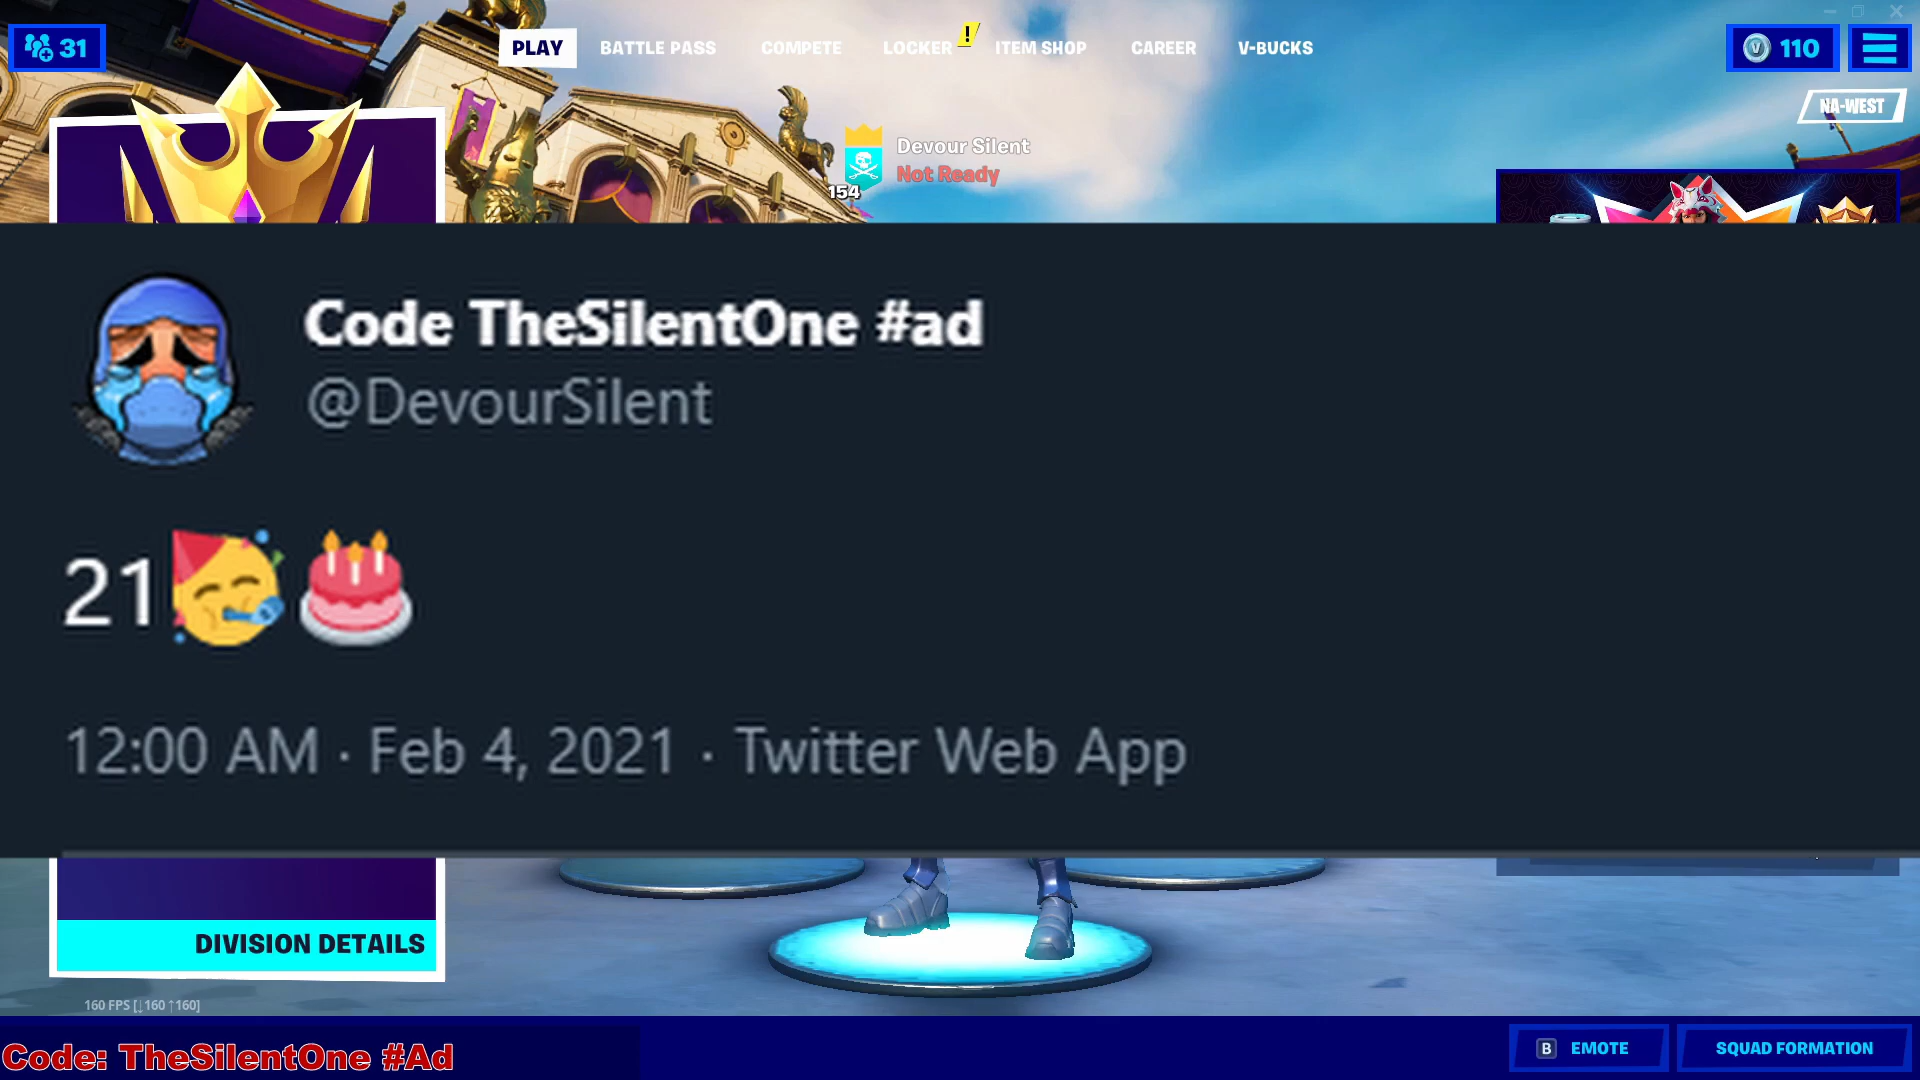 31
PLAY
BATTLE PASS
COMPETE
LOCKER
!
ITEM SHOP
CAREER
V-BUCKS
V 110
NA-WEST
Devour Silent
Not Ready
154
Code TheSilentOne #ad
@DevourSilent
21🥳🎂
12:00 AM · Feb 4, 2021 · Twitter Web App
DIVISION DETAILS
160 FPS [↓160 ↑160]
Code: TheSilentOne #Ad
B EMOTE
SQUAD FORMATION